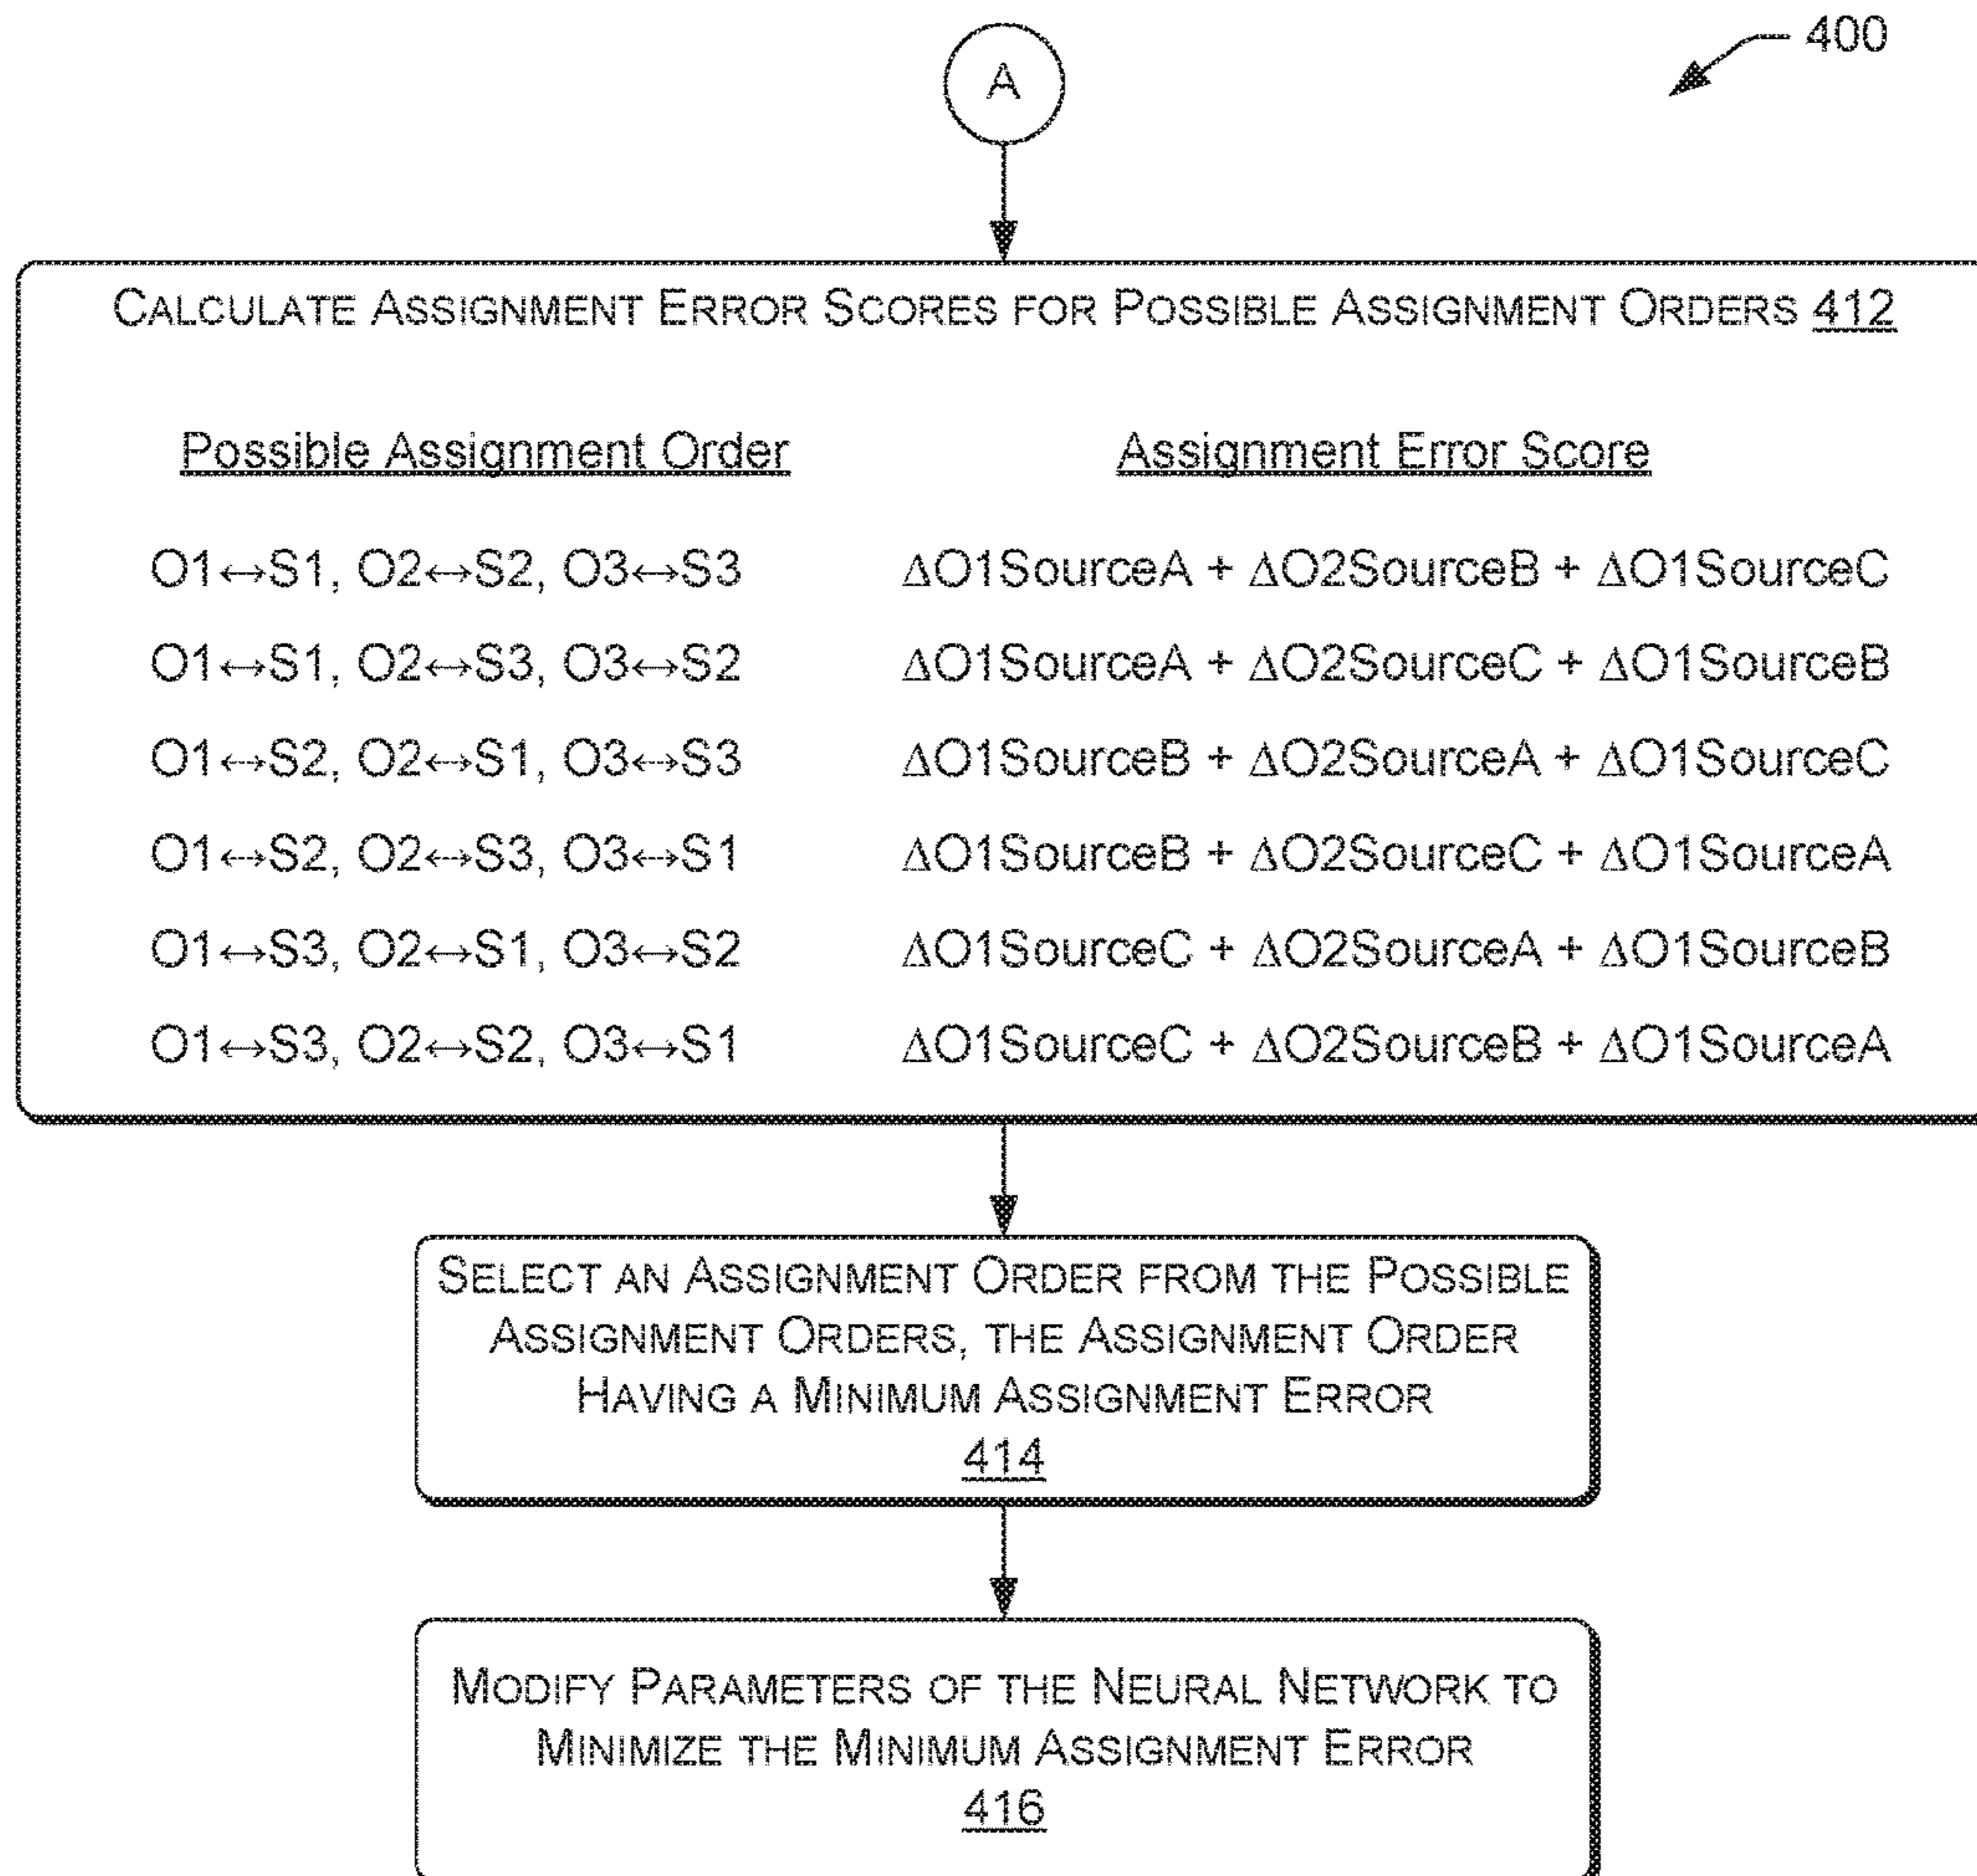 400
A
CALCULATE ASSIGNMENT ERROR SCORES FOR POSSIBLE ASSIGNMENT ORDERS 412
Possible Assignment Order Assignment Error Score
O1↔S1, O2↔S2, O3↔S3 ΔO1SourceA + ΔO2SourceB + ΔO1SourceC
O1↔S1, O2↔S3, O3↔S2 ΔO1SourceA + ΔO2SourceC + ΔO1SourceB
O1↔S2, O2↔S1, O3↔S3 ΔO1SourceB + ΔO2SourceA + ΔO1SourceC
O1↔S2, O2↔S3, O3↔S1 ΔO1SourceB + ΔO2SourceC + ΔO1SourceA
O1↔S3, O2↔S1, O3↔S2 ΔO1SourceC + ΔO2SourceA + ΔO1SourceB
O1↔S3, O2↔S2, O3↔S1 ΔO1SourceC + ΔO2SourceB + ΔO1SourceA
SELECT AN ASSIGNMENT ORDER FROM THE POSSIBLE
ASSIGNMENT ORDERS, THE ASSIGNMENT ORDER
HAVING A MINIMUM ASSIGNMENT ERROR
414
MODIFY PARAMETERS OF THE NEURAL NETWORK TO
MINIMIZE THE MINIMUM ASSIGNMENT ERROR
416